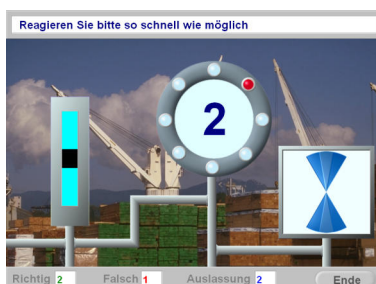 Reagieren Sie bitte so schnell wie möglich
2
Richtig 2 Falsch 1 Auslassung 2 Ende